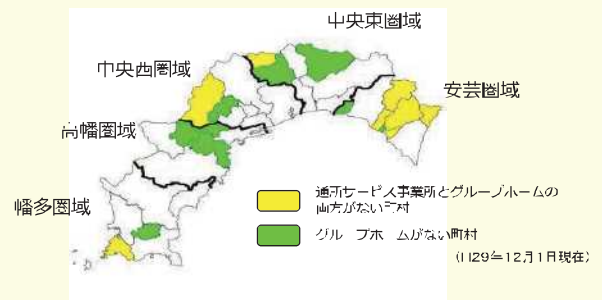 中央東圏域
中央西圏域
安芸圏域
高幡圏域
幡多圏域
通所サービス事業所とグループホームの
両方がない町村
グループホームがない町村
(H29年12月1日現在)